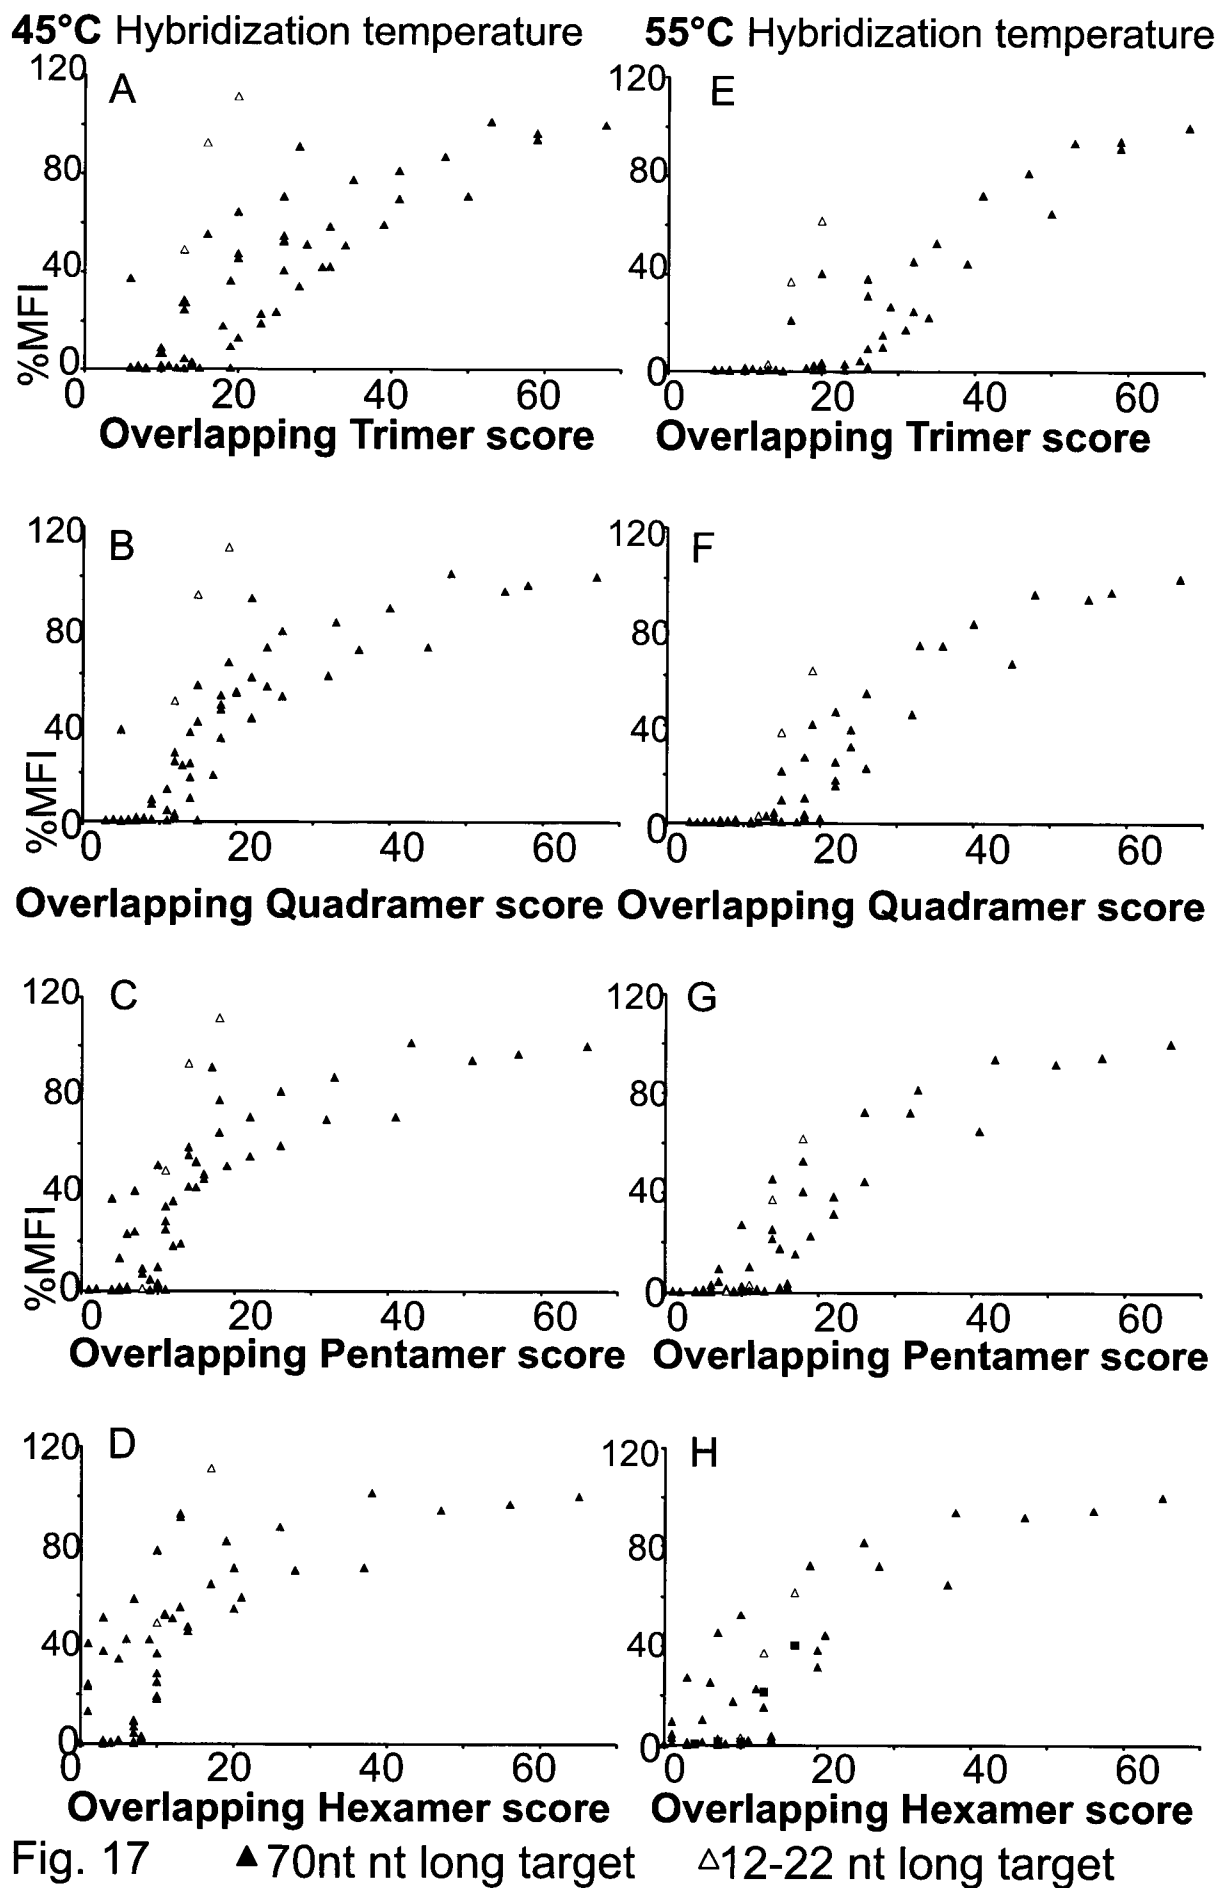 45°C Hybridization temperature 55°C Hybridization temperature
A E
120 120
80 80
40 40
0 0
%MFI
0 20 40 60 0 20 40 60
Overlapping Trimer score Overlapping Trimer score
B F
120 120
80 80
40 40
0 0
%MFI
0 20 40 60 0 20 40 60
Overlapping Quadramer score Overlapping Quadramer score
C G
120 120
80 80
40 40
0 0
%MFI
0 20 40 60 0 20 40 60
Overlapping Pentamer score Overlapping Pentamer score
D H
120 120
80 80
40 40
0 0
0 20 40 60 0 20 40 60
Overlapping Hexamer score Overlapping Hexamer score
Fig. 17 ▲ 70nt nt long target △12-22 nt long target